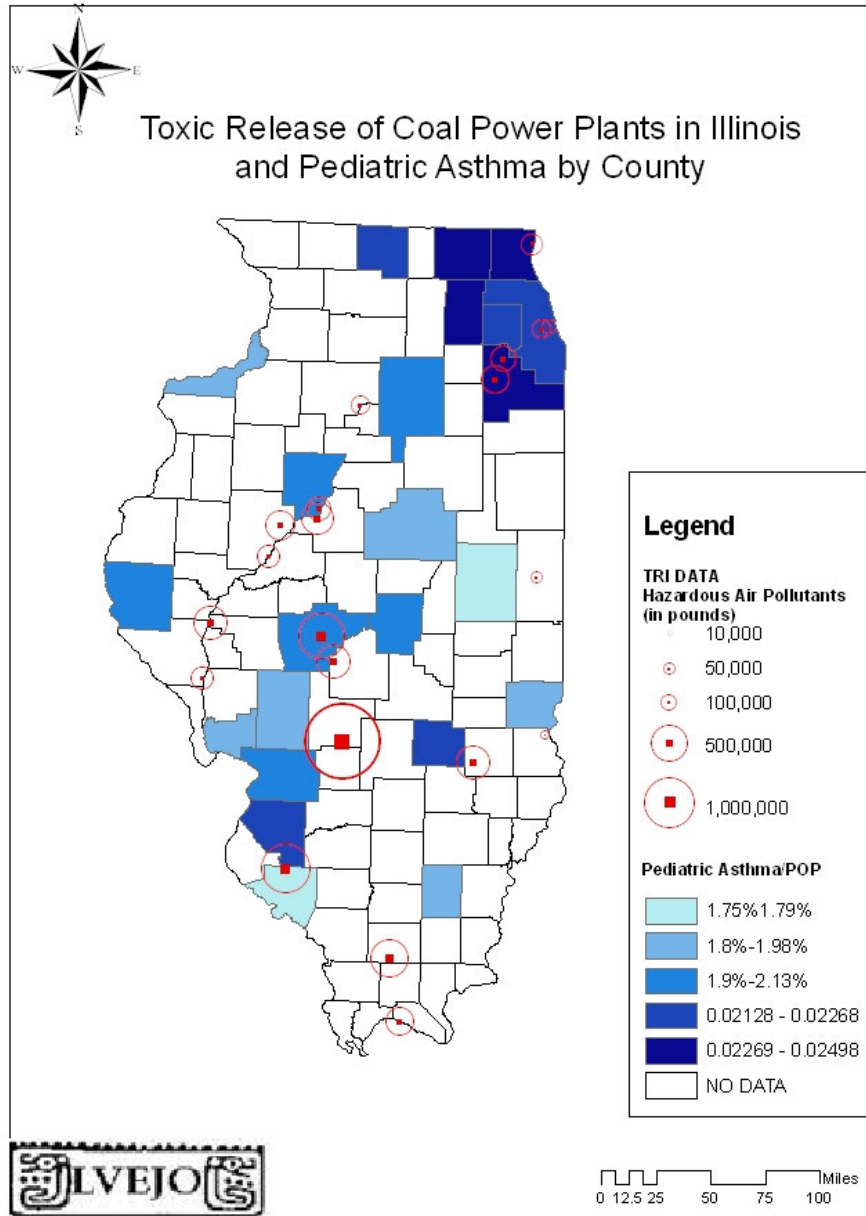 N
W
E
S
Toxic Release of Coal Power Plants in Illinois
and Pediatric Asthma by County
Legend
TRI DATA
Hazardous Air Pollutants
(in pounds)
10,000
50,000
100,000
500,000
1,000,000
Pediatric Asthma/POP
1.75%1.79%
1.8%-1.98%
1.9%-2.13%
0.02128 - 0.02268
0.02269 - 0.02498
NO DATA
LVEJO
Miles
0 12.5 25 50 75 100